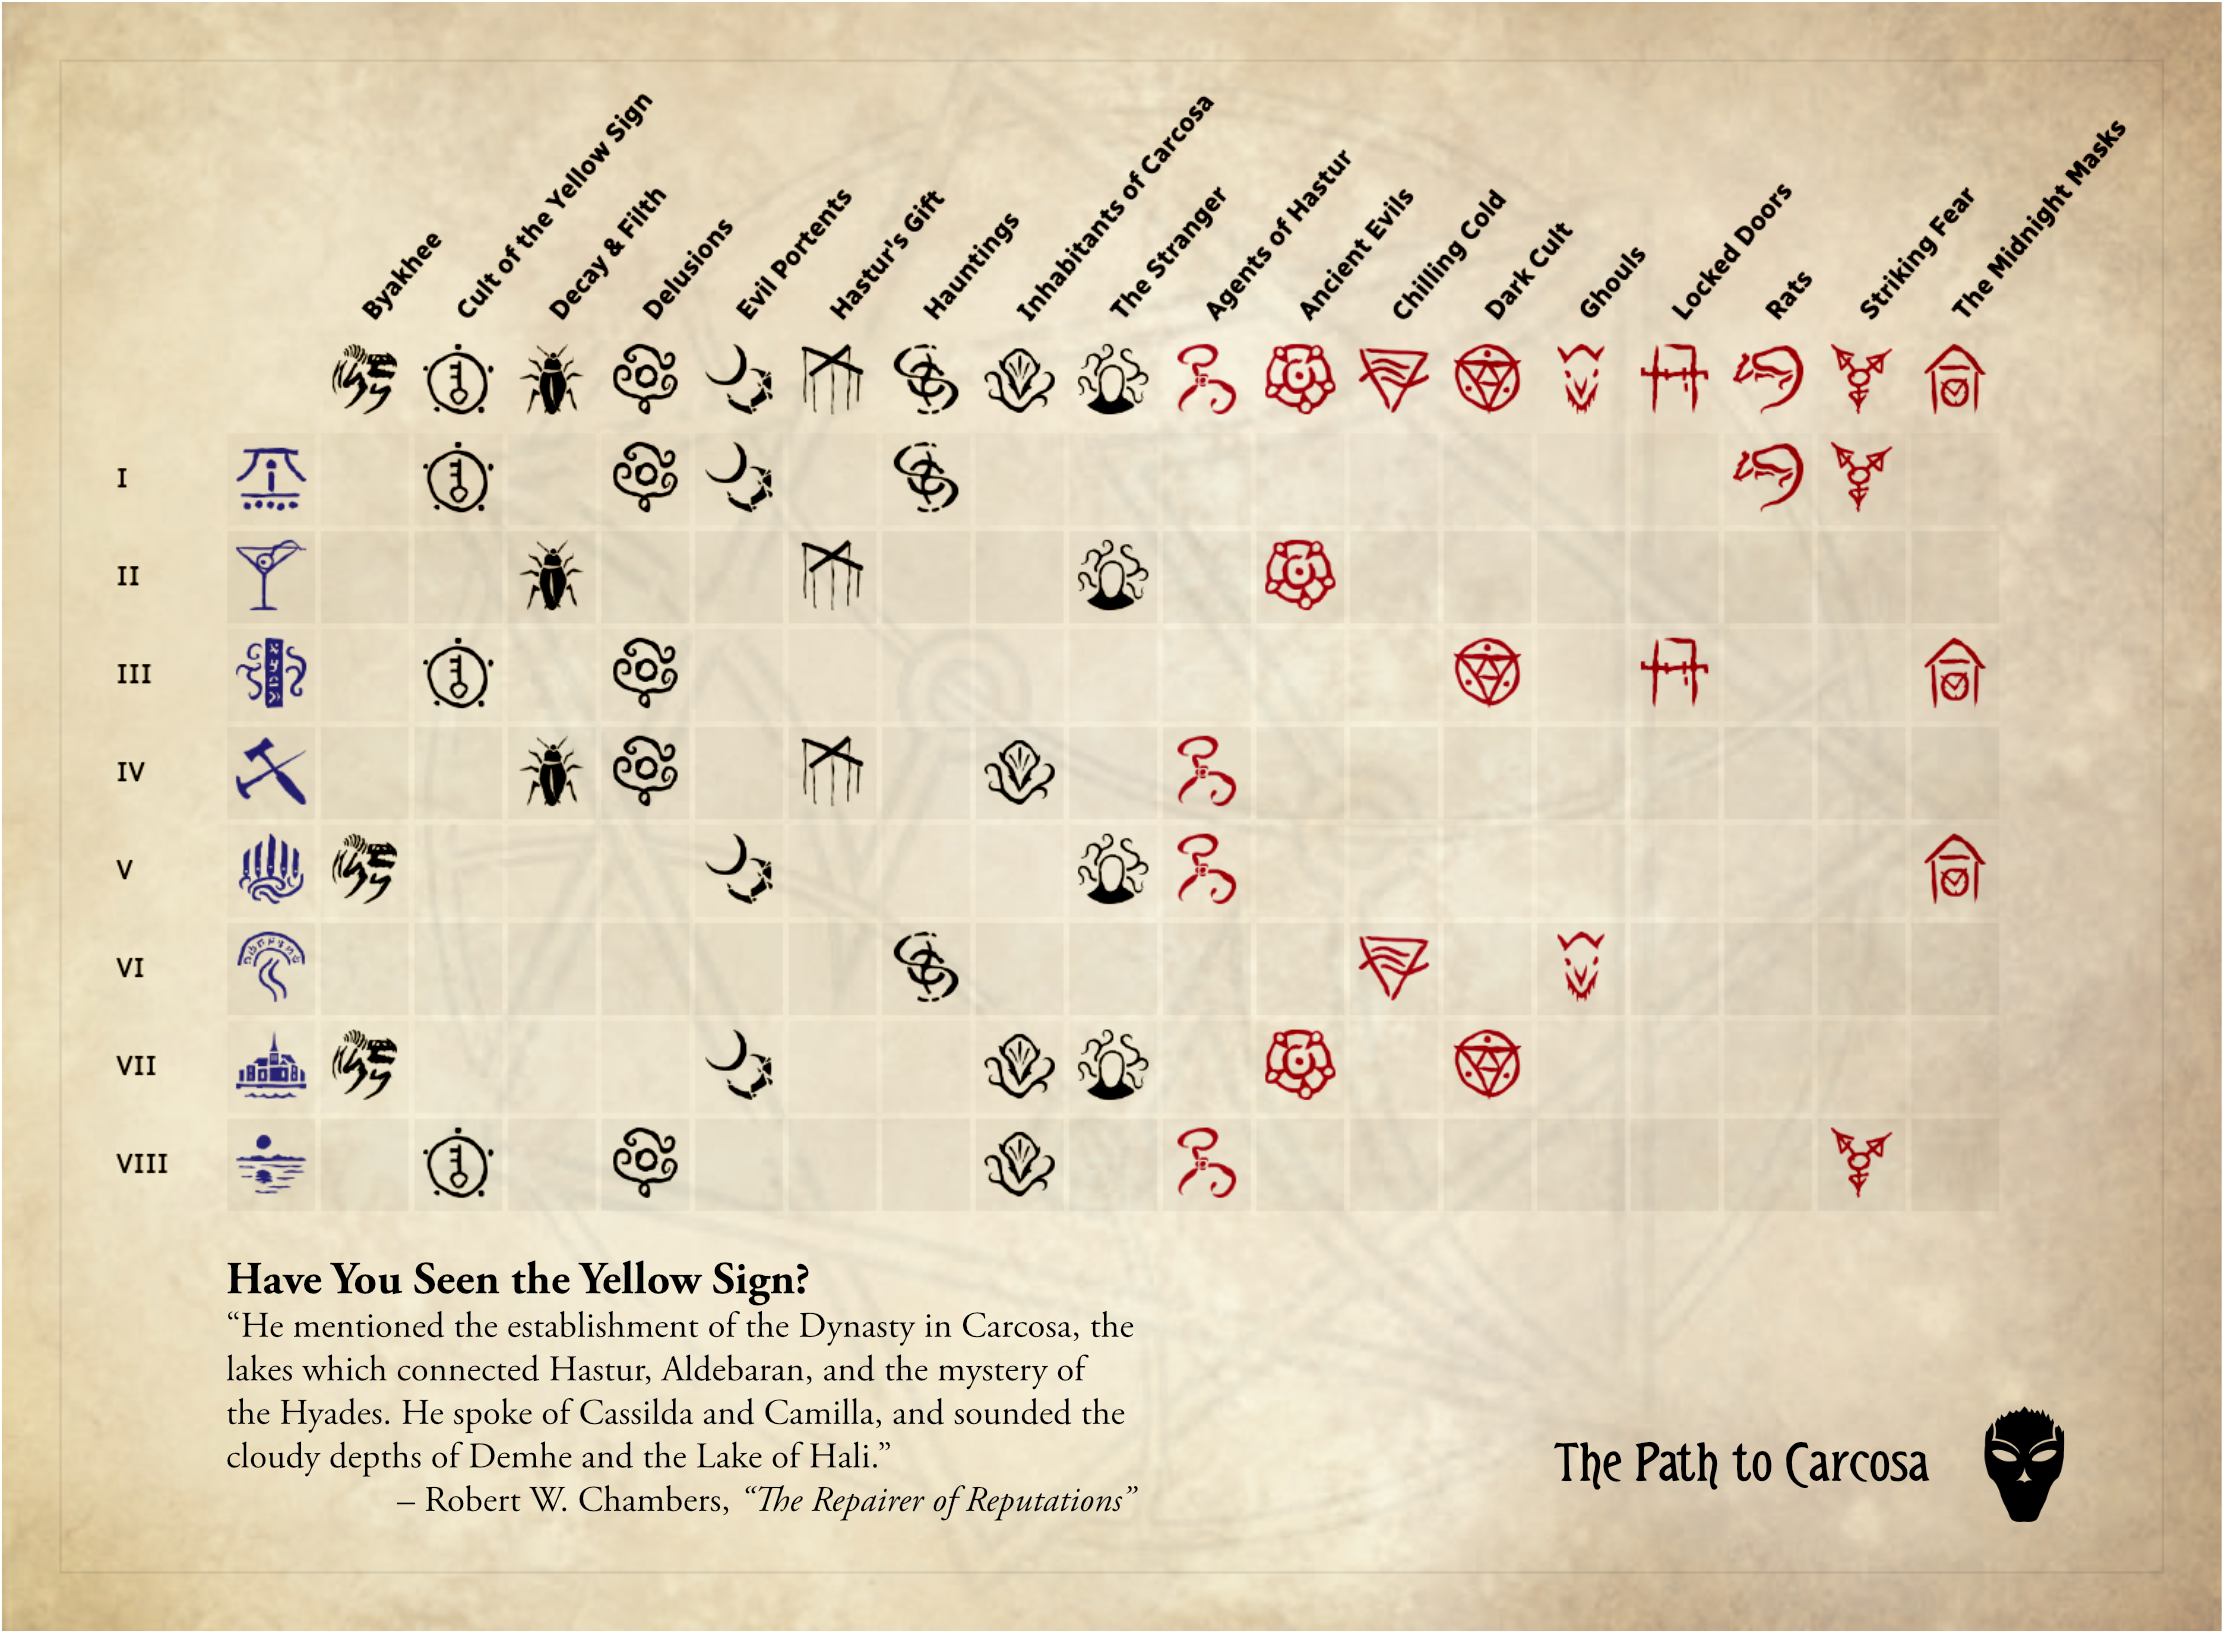 Byakhee
Cult of the Yellow Sign
Decay & Filth
Delusions
Evil Portents
Hastur's Gift
Hauntings
Inhabitants of Carcosa
The Stranger
Agents of Hastur
Ancient Evils
Chilling Cold
Dark Cult
Ghouls
Locked Doors
Rats
Striking Fear
The Midnight Masks
I
II
III
IV
V
VI
VII
VIII
Have You Seen the Yellow Sign?
“He mentioned the establishment of the Dynasty in Carcosa, the
lakes which connected Hastur, Aldebaran, and the mystery of
the Hyades. He spoke of Cassilda and Camilla, and sounded the
cloudy depths of Demhe and the Lake of Hali.”
– Robert W. Chambers, “The Repairer of Reputations”
The Path to Carcosa